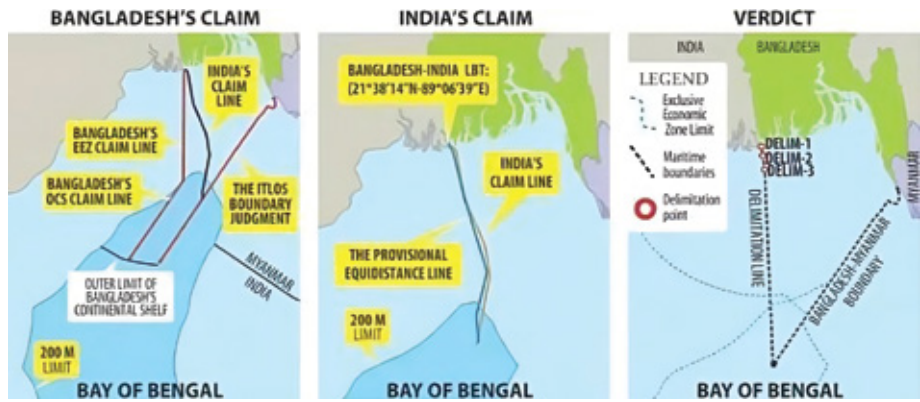 BANGLADESH'S CLAIM
INDIA'S
CLAIM
LINE
BANGLADESH'S
EEZ CLAIM LINE
BANGLADESH'S
OCS CLAIM LINE
THE ITLOS
BOUNDARY
JUDGMENT
OUTER LIMIT OF
BANGLADESH'S
CONTINENTAL SHELF
MYANMAR
INDIA
200 M
LIMIT
BAY OF BENGAL
INDIA'S CLAIM
BANGLADESH-INDIA LBT:
(21°38'14"N-89°06'39"E)
INDIA'S
CLAIM LINE
THE PROVISIONAL
EQUIDISTANCE LINE
200 M
LIMIT
BAY OF BENGAL
VERDICT
INDIA
BANGLADESH
LEGEND
Exclusive
Economic
Zone Limit
Maritime
boundaries
Delimitation
point
DELIM-1
DELIM-2
DELIM-3
DELIMITATION LINE
BANGLADESH-MYANMAR
BOUNDARY
MYANMAR
BAY OF BENGAL